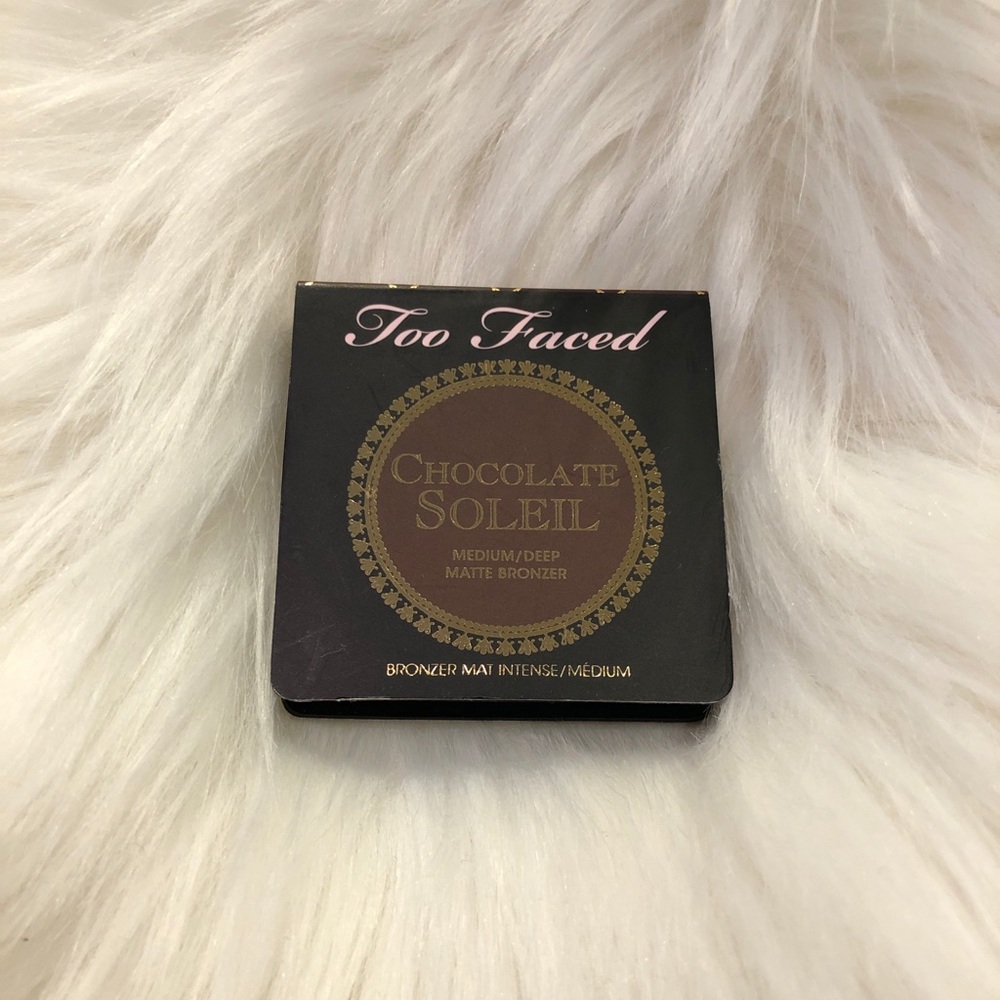 Too Faced
CHOCOLATE
SOLEIL
MEDIUM/DEEP
MATTE BRONZER
BRONZER MAT INTENSE/MÉDIUM